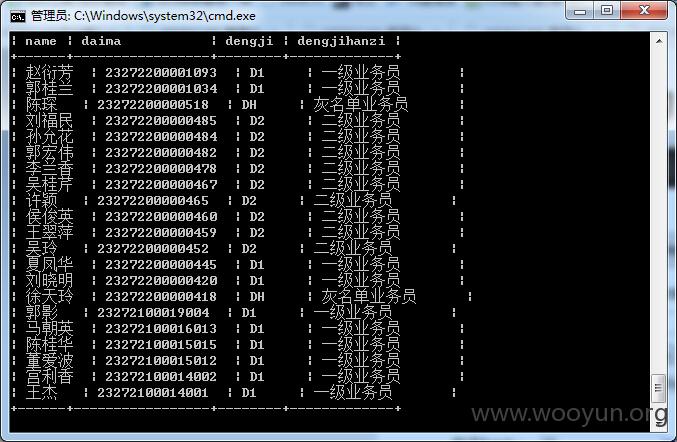 管理员: C:\Windows\system32\cmd.exe
| name | daima | dengji | dengjihanzi |
+-------+----------------+--------+--------------+
| 赵衍芳 | 23272200001093 | D1 | 一级业务员 |
| 郭桂兰 | 23272200001034 | D1 | 一级业务员 |
| 陈琛 | 232722000000518 | DH | 灰名单业务员 |
| 刘福民 | 23272200000485 | D2 | 二级业务员 |
| 孙允花 | 23272200000484 | D2 | 二级业务员 |
| 郭宏伟 | 23272200000482 | D2 | 二级业务员 |
| 李兰香 | 23272200000478 | D2 | 二级业务员 |
| 吴桂芹 | 23272200000467 | D2 | 二级业务员 |
| 许颖 | 23272200000465 | D2 | 二级业务员 |
| 侯俊英 | 23272200000460 | D2 | 二级业务员 |
| 王翠萍 | 23272200000459 | D2 | 二级业务员 |
| 吴玲 | 23272200000452 | D2 | 二级业务员 |
| 夏凤华 | 23272200000445 | D1 | 一级业务员 |
| 刘晓明 | 23272200000420 | D1 | 一级业务员 |
| 徐天玲 | 23272200000418 | DH | 灰名单业务员 |
| 郭影 | 23272100019004 | D1 | 一级业务员 |
| 马朝英 | 23272100016013 | D1 | 一级业务员 |
| 陈桂华 | 23272100015015 | D1 | 一级业务员 |
| 董爱波 | 23272100015012 | D1 | 一级业务员 |
| 宫利香 | 23272100014002 | D1 | 一级业务员 |
| 王杰 | 23272100014001 | D1 | 一级业务员 |
+-------+----------------+--------+--------------+
www.wooyun.org